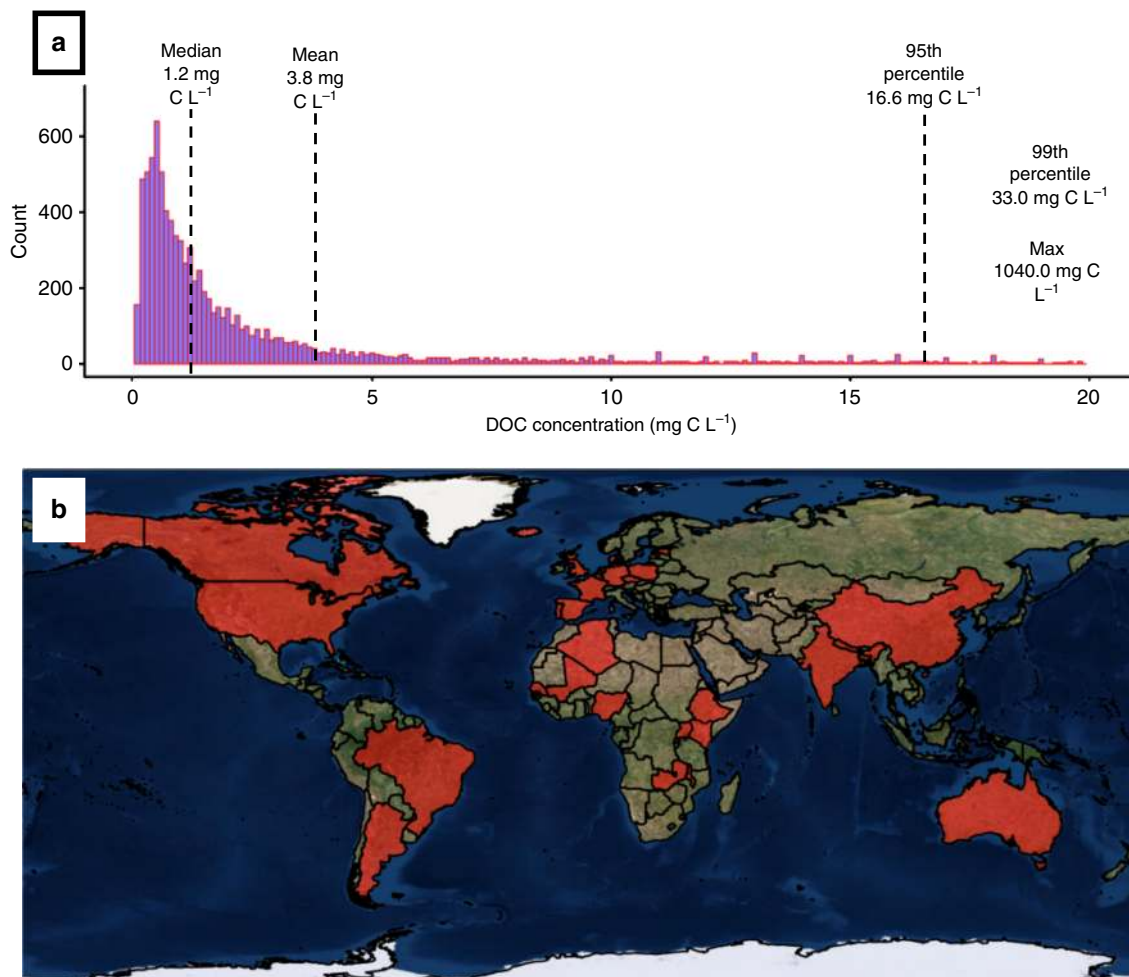 a
Median
1.2 mg
C L⁻¹
Mean
3.8 mg
C L⁻¹
95th
percentile
16.6 mg C L⁻¹
99th
percentile
33.0 mg C L⁻¹
Max
1040.0 mg C
L⁻¹
600
400
200
0
Count
0
5
10
15
20
DOC concentration (mg C L⁻¹)
b